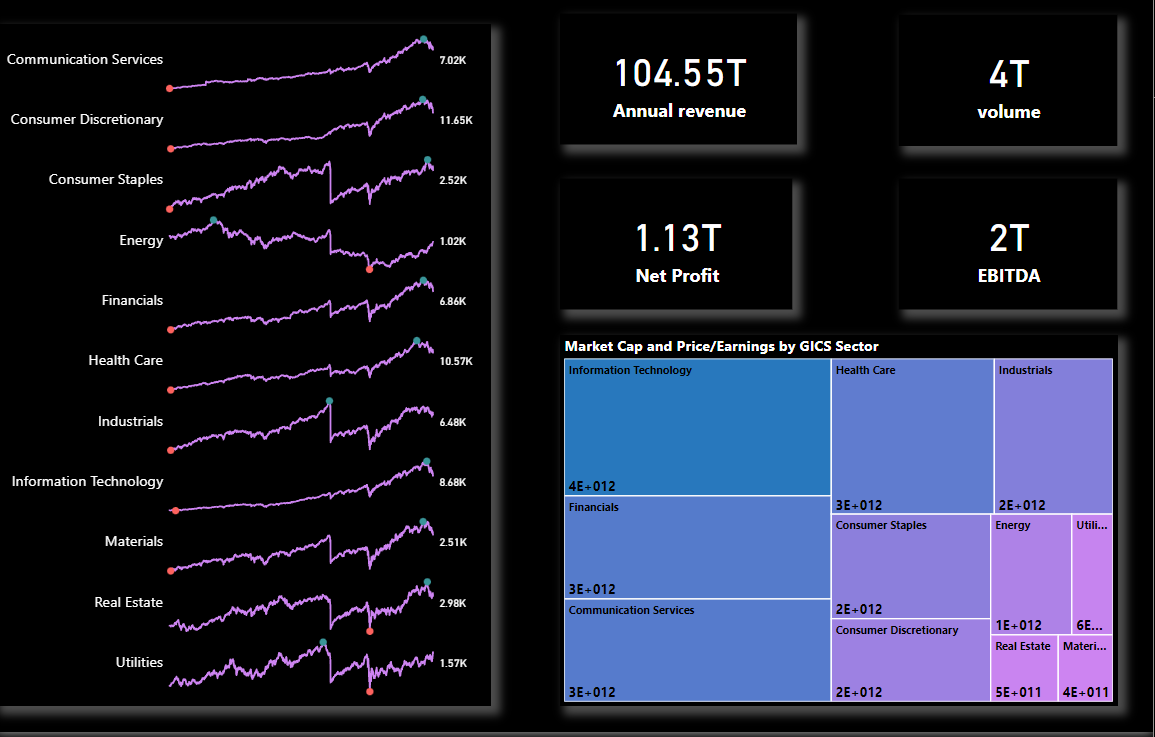 Communication Services 7.02K
Consumer Discretionary 11.65K
Consumer Staples 2.52K
Energy 1.02K
Financials 6.86K
Health Care 10.57K
Industrials 6.48K
Information Technology 8.68K
Materials 2.51K
Real Estate 2.98K
Utilities 1.57K
104.55T
Annual revenue
4T
volume
1.13T
Net Profit
2T
EBITDA
Market Cap and Price/Earnings by GICS Sector
Information Technology
4E+012
Financials
3E+012
Communication Services
3E+012
Health Care
3E+012
Industrials
2E+012
Consumer Staples
2E+012
Consumer Discretionary
2E+012
Energy
1E+012
Utili...
6E...
Real Estate
5E+011
Materi...
4E+011